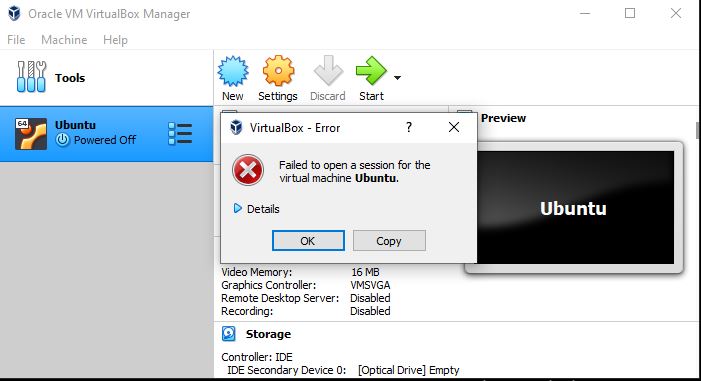 Oracle VM VirtualBox Manager
File Machine Help
Tools
New Settings Discard Start
64
Ubuntu
Powered Off
Preview
Ubuntu
VirtualBox - Error
?
Failed to open a session for the
virtual machine Ubuntu.
Details
OK Copy
Video Memory: 16 MB
Graphics Controller: VMSVGA
Remote Desktop Server: Disabled
Recording: Disabled
Storage
Controller: IDE
IDE Secondary Device 0: [Optical Drive] Empty